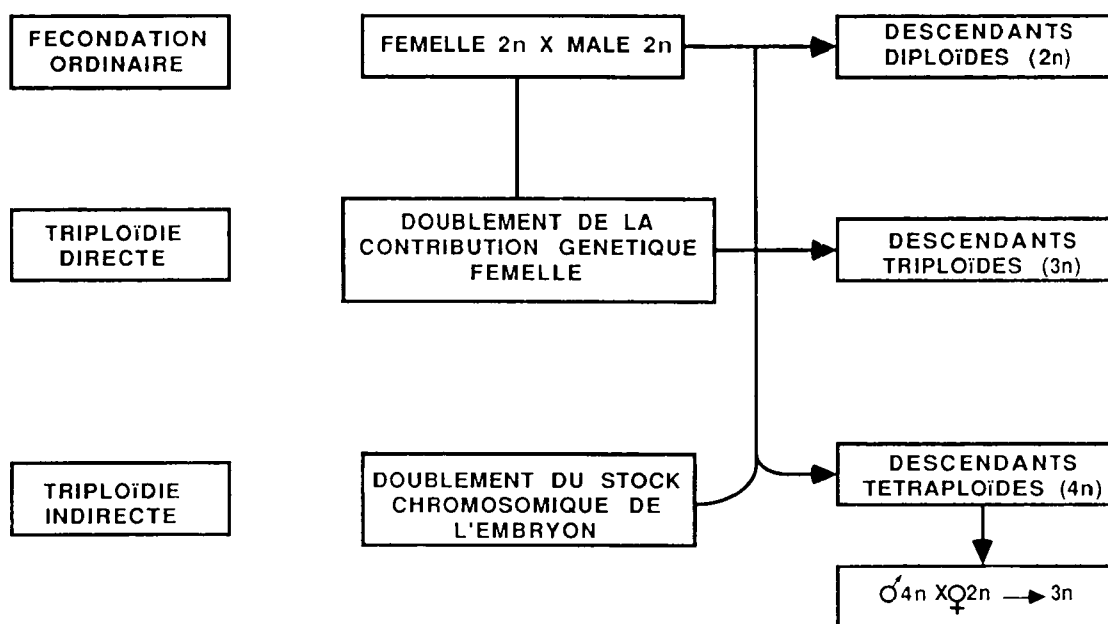 FECONDATION
ORDINAIRE
FEMELLE 2n X MALE 2n
DESCENDANTS
DIPLOïDES (2n)
TRIPLOïDIE
DIRECTE
DOUBLEMENT DE LA
CONTRIBUTION GENETIQUE
FEMELLE
DESCENDANTS
TRIPLOïDES (3n)
TRIPLOïDIE
INDIRECTE
DOUBLEMENT DU STOCK
CHROMOSOMIQUE DE
L'EMBRYON
DESCENDANTS
TETRAPLOïDES (4n)
♂4n X♀2n → 3n